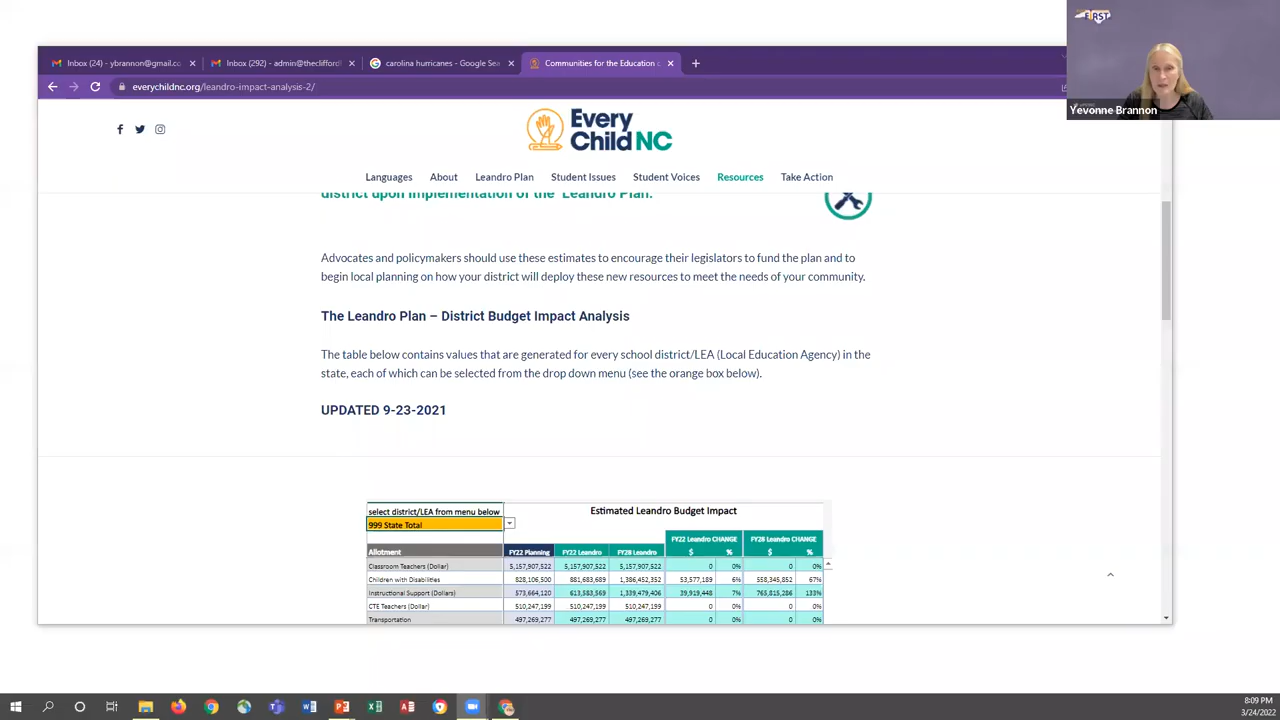 FIRST
Yevonne Brannon
Inbox (24) - ybrannon@gmail.co
Inbox (292) - admin@theclifford
carolina hurricanes - Google Sea
Communities for the Education
everychildnc.org/leandro-impact-analysis-2/
Every
Child NC
Languages About Leandro Plan Student Issues Student Voices Resources Take Action
district upon implementation of the "Leandro Plan."
Advocates and policymakers should use these estimates to encourage their legislators to fund the plan and to
begin local planning on how your district will deploy these new resources to meet the needs of your community.
The Leandro Plan – District Budget Impact Analysis
The table below contains values that are generated for every school district/LEA (Local Education Agency) in the
state, each of which can be selected from the drop down menu (see the orange box below).
UPDATED 9-23-2021
select district/LEA from menu below Estimated Leandro Budget Impact
999 State Total
FY22 Leandro CHANGE FY28 Leandro CHANGE
Allotment FY22 Planning FY22 Leandro FY28 Leandro $ % $ %
Classroom Teachers (Dollar) 5,157,907,522 5,157,907,522 5,157,907,522 0 0% 0 0%
Children with Disabilities 828,106,500 881,683,689 1,386,452,352 53,577,189 6% 558,345,852 67%
Instructional Support (Dollars) 573,664,120 613,583,569 1,339,479,406 39,919,448 7% 765,815,286 133%
CTE Teachers (Dollar) 510,247,199 510,247,199 510,247,199 0 0% 0 0%
Transportation 497,269,277 497,269,277 497,269,277 0 0% 0 0%
8:09 PM
3/24/2022